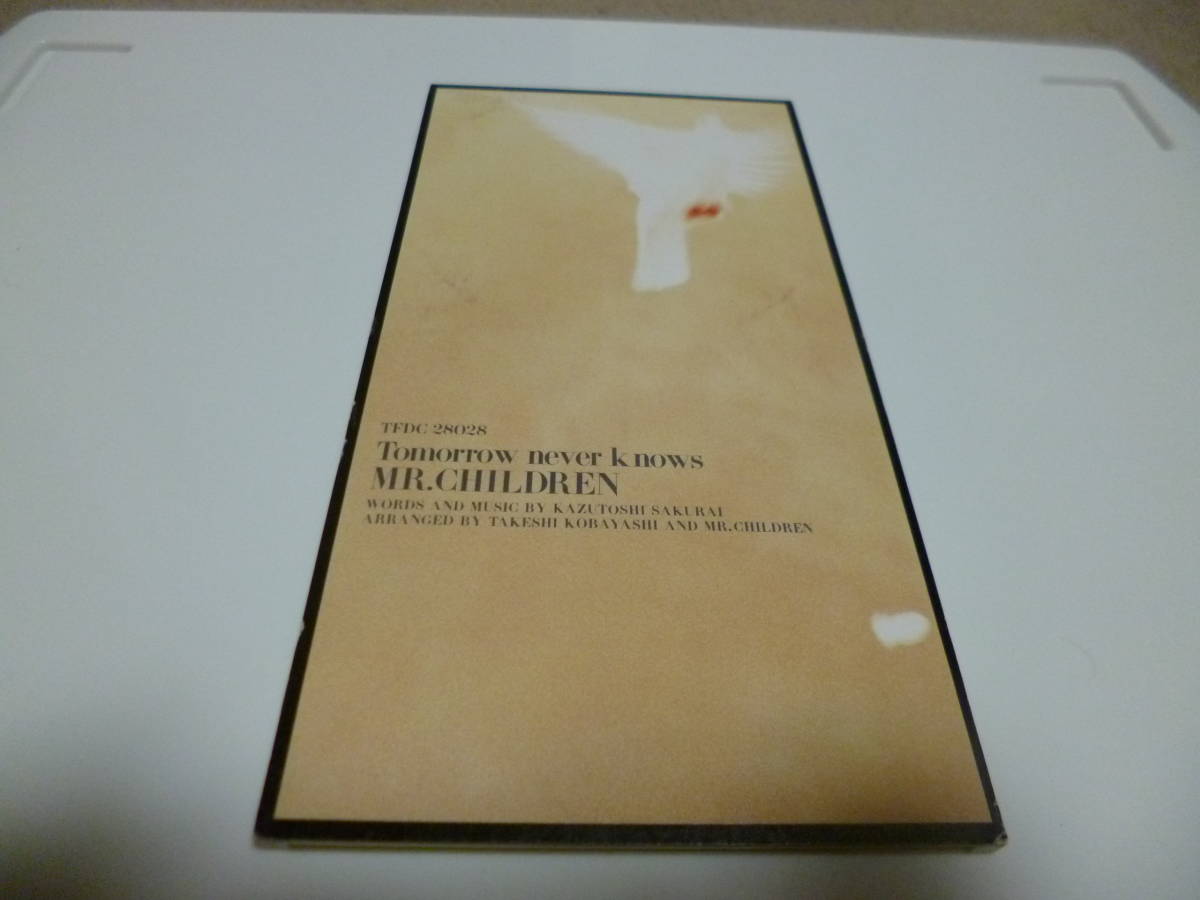 TFDC 28028
Tomorrow never knows
MR.CHILDREN
WORDS AND MUSIC BY KAZUTOSHI SAKURAI
ARRANGED BY TAKESHI KOBAYASHI AND MR.CHILDREN